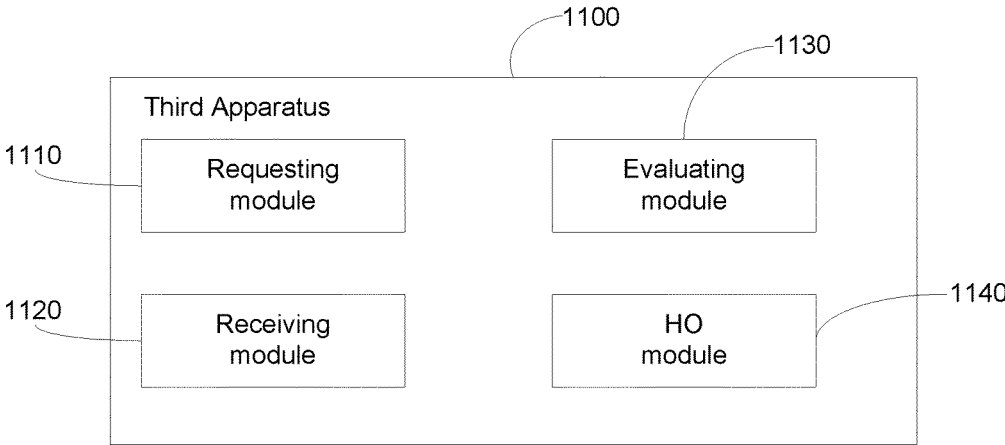 1100
1130
Third Apparatus
1110
Requesting
module
Evaluating
module
1120
Receiving
module
HO
module
1140